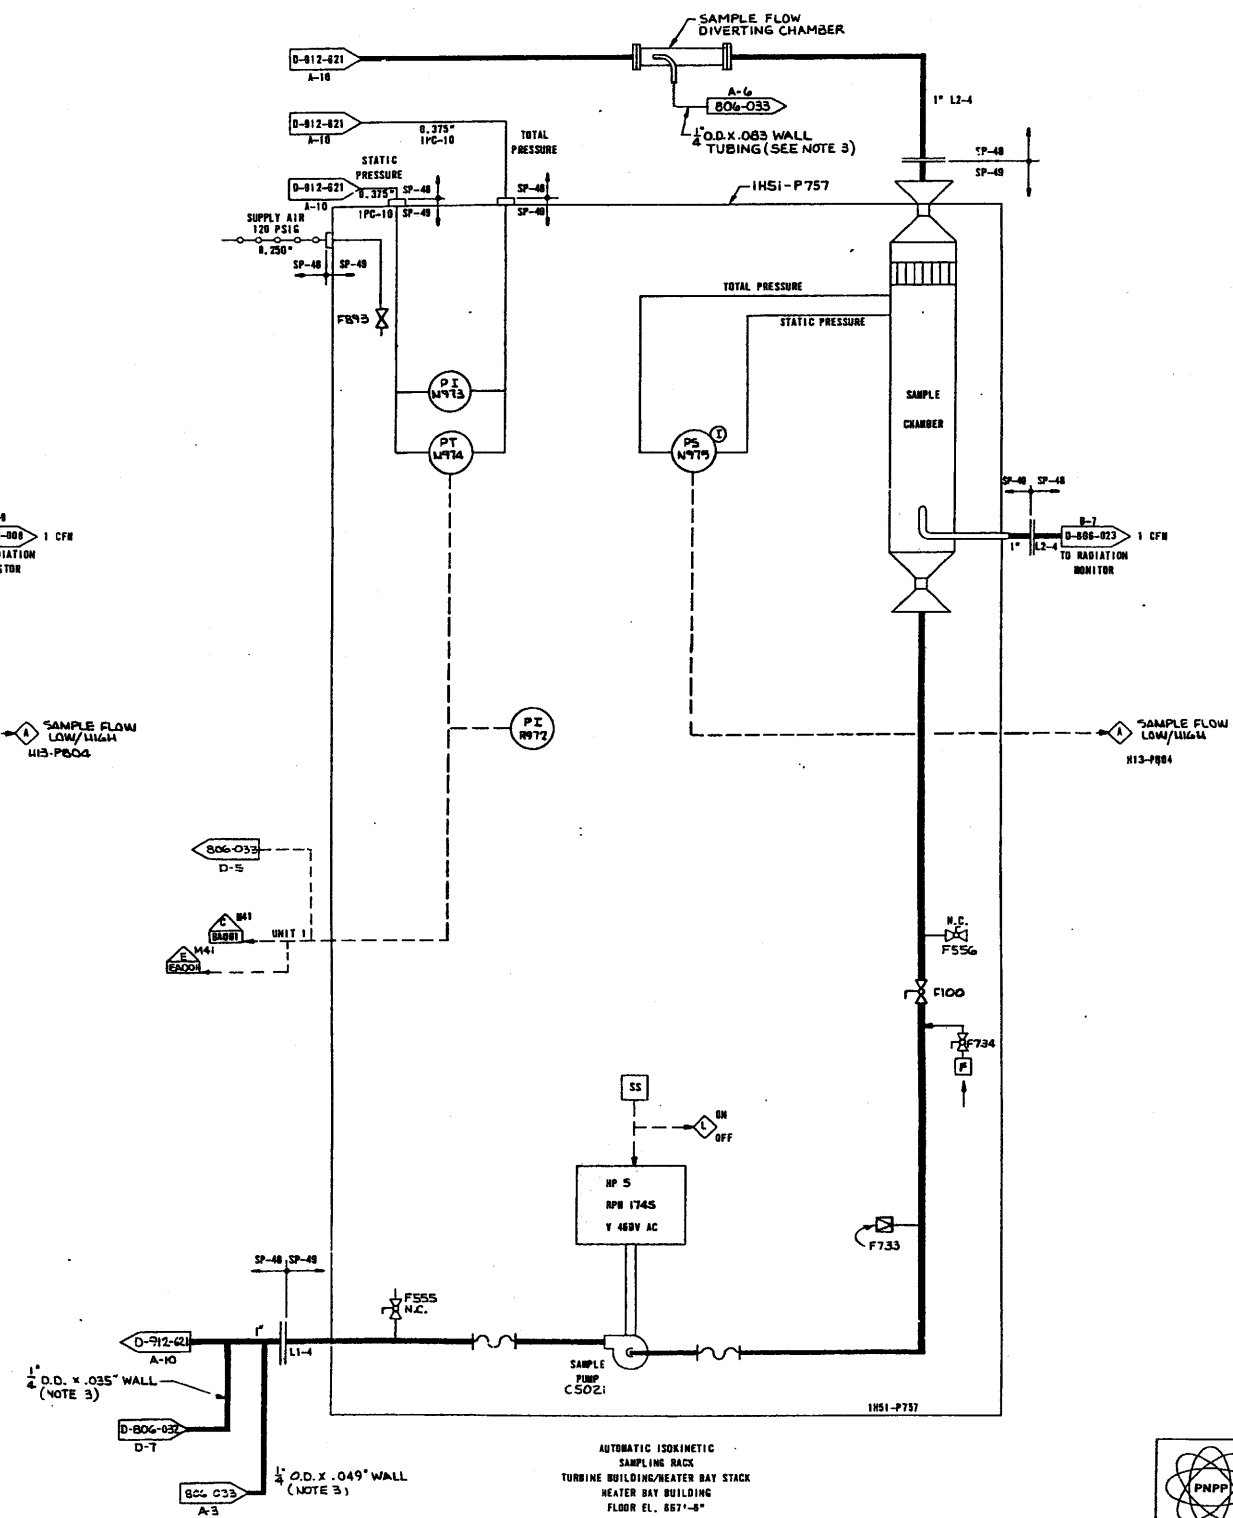 SAMPLE FLOW
DIVERTING CHAMBER
D-912-621
A-10
A-6
806-033
1" L2-4
1/4" O.D. X .083 WALL
TUBING (SEE NOTE 3)
D-912-621
A-10
0.375"
1PC-10
TOTAL
PRESSURE
STATIC
PRESSURE
D-912-621
A-10
0.375"
1PC-10
SP-48
SP-49
SP-48
SP-49
1H51-P757
SP-48
SP-49
SUPPLY AIR
120 PSIG
0.250"
SP-48
SP-49
F893
TOTAL PRESSURE
STATIC PRESSURE
PI
N973
PT
N974
PS
N975
I
SAMPLE
CHAMBER
SP-49
SP-48
1 CFM
B-7
D-806-023
1 CFM
1"
L2-4
TO RADIATION
MONITOR
A
SAMPLE FLOW
LOW/HIGH
H13-P804
PI
R972
A
SAMPLE FLOW
LOW/HIGH
H13-P804
806-033
D-5
C
M41
EA001
UNIT 1
E
M41
EA001
N.C.
F556
F100
F734
F
SS
L
ON
OFF
HP 5
RPM 1745
V 460V AC
F733
SP-48
SP-49
F555
N.C.
D-912-621
A-10
1"
L1-4
SAMPLE
PUMP
C5021
1/4" O.D. X .035" WALL
(NOTE 3)
D-806-032
D-7
1H51-P757
1/4" O.D. X .049" WALL
(NOTE 3)
806 033
A-3
AUTOMATIC ISOKINETIC
SAMPLING RACK
TURBINE BUILDING/HEATER BAY STACK
HEATER BAY BUILDING
FLOOR EL. 667'-6"
PNPP